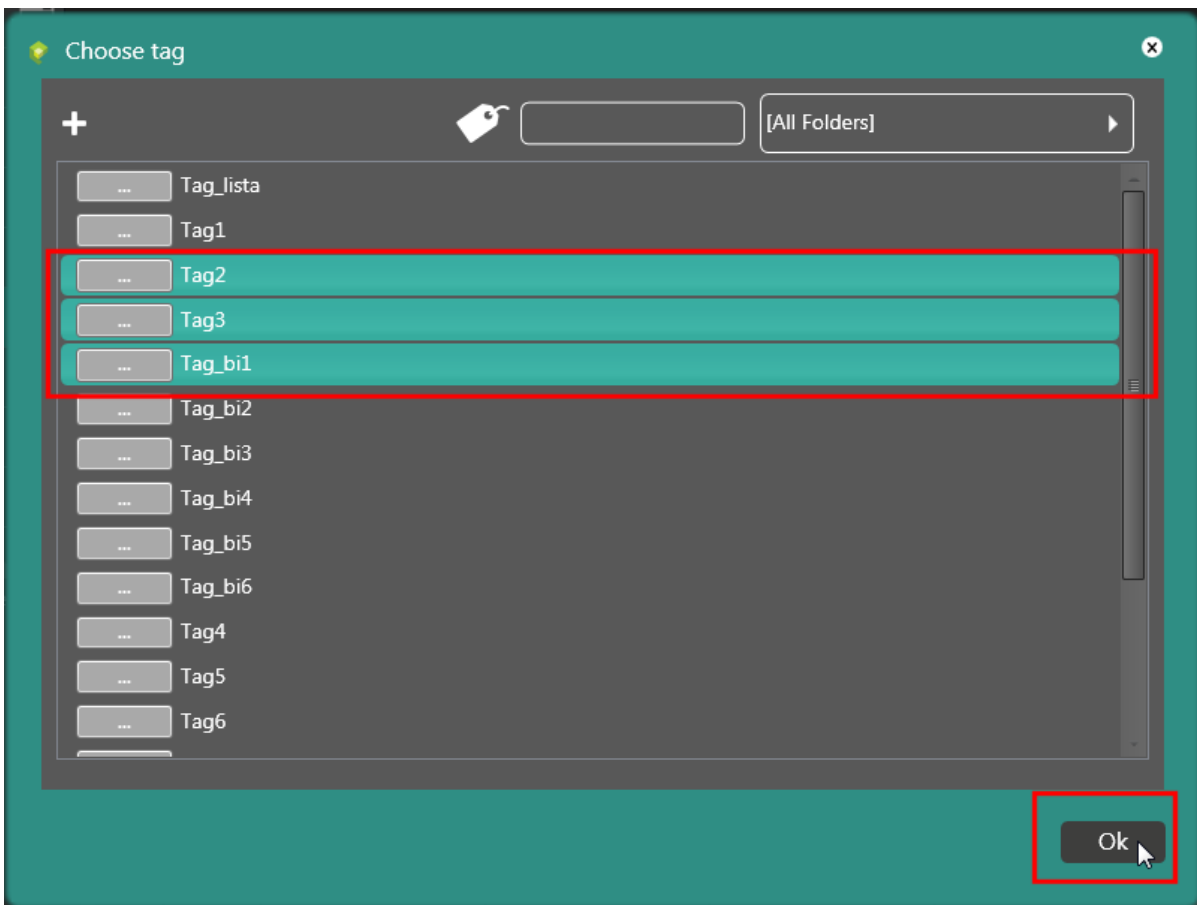 Choose tag
[All Folders]
... Tag_lista
... Tag1
... Tag2
... Tag3
... Tag_bi1
... Tag_bi2
... Tag_bi3
... Tag_bi4
... Tag_bi5
... Tag_bi6
... Tag4
... Tag5
... Tag6
Ok